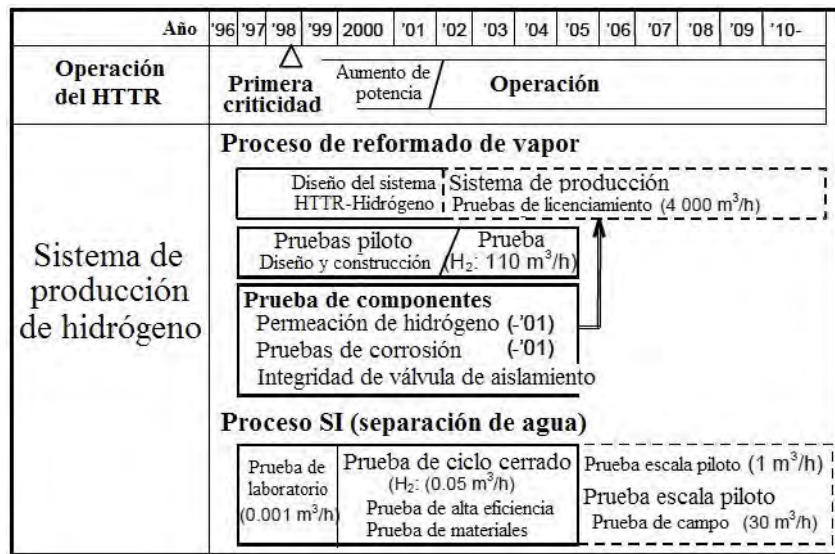 Año '96 '97 '98 '99 2000 '01 '02 '03 '04 '05 '06 '07 '08 '09 '10-
Operación
del HTTR
Primera
criticidad
Aumento de
potencia
Operación
Sistema de
producción
de hidrógeno
Proceso de reformado de vapor
Diseño del sistema
HTTR-Hidrógeno
Sistema de producción
Pruebas de licenciamiento (4 000 m³/h)
Pruebas piloto
Diseño y construcción
Prueba
(H₂: 110 m³/h)
Prueba de componentes
Permeación de hidrógeno (-'01)
Pruebas de corrosión (-'01)
Integridad de válvula de aislamiento
Proceso SI (separación de agua)
Prueba de
laboratorio
(0.001 m³/h)
Prueba de ciclo cerrado
(H₂: (0.05 m³/h)
Prueba de alta eficiencia
Prueba de materiales
Prueba escala piloto (1 m³/h)
Prueba escala piloto
Prueba de campo (30 m³/h)